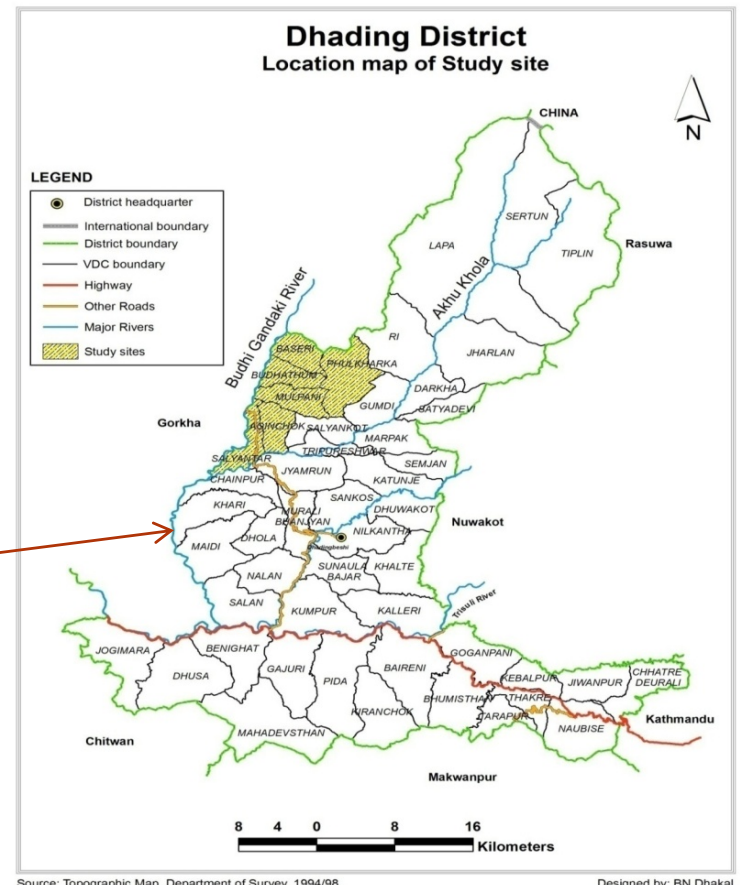 Dhading District
Location map of Study site
CHINA
N
LEGEND
District headquarter
International boundary
District boundary
VDC boundary
Highway
Other Roads
Major Rivers
Study sites
SERTUN
LAPA
TIPLIN
Rasuwa
Akhu Khola
Budhi Gandaki River
RI
JHARLAN
BASERI
PHULKHARKA
BUDHATHUM
DARKHA
MULPANI
GUMDI
SATYADEVI
Gorkha
ASINCHOK
SALYANKOT
MARPAK
TRIPURESHWAR
SALYANTAR
SEMJAN
JYAMRUN
CHAINPUR
KATUNJE
SANKOS
KHARI
MURALI
BHANJYAN
DHUWAKOT
Nuwakot
NILKANTHA
DHOLA
Dhadingbeshi
MAIDI
SUNAULA
BAJAR
KHALTE
NALAN
SALAN
KUMPUR
KALLERI
Trisuli River
JOGIMARA
BENIGHAT
GOGANPANI
DHUSA
GAJURI
PIDA
BAIRENI
KEBALPUR
JIWANPUR
CHHATRE
DEURALI
BHUMISTHAN
THAKRE
KIRANCHOK
CARAPUR
NAUBISE
Kathmandu
MAHADEVSTHAN
Chitwan
Makwanpur
8 4 0 8 16
Kilometers
Source: Topographic Map, Department of Survey, 1994/98
Designed by: BN Dhakal